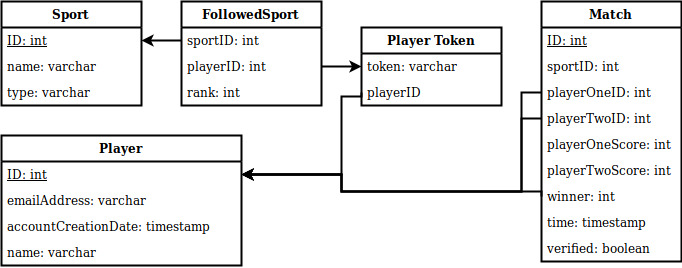 Sport
ID: int
name: varchar
type: varchar
FollowedSport
sportID: int
playerID: int
rank: int
Player Token
token: varchar
playerID
Match
ID: int
sportID: int
playerOneID: int
playerTwoID: int
playerOneScore: int
playerTwoScore: int
winner: int
time: timestamp
verified: boolean
Player
ID: int
emailAddress: varchar
accountCreationDate: timestamp
name: varchar